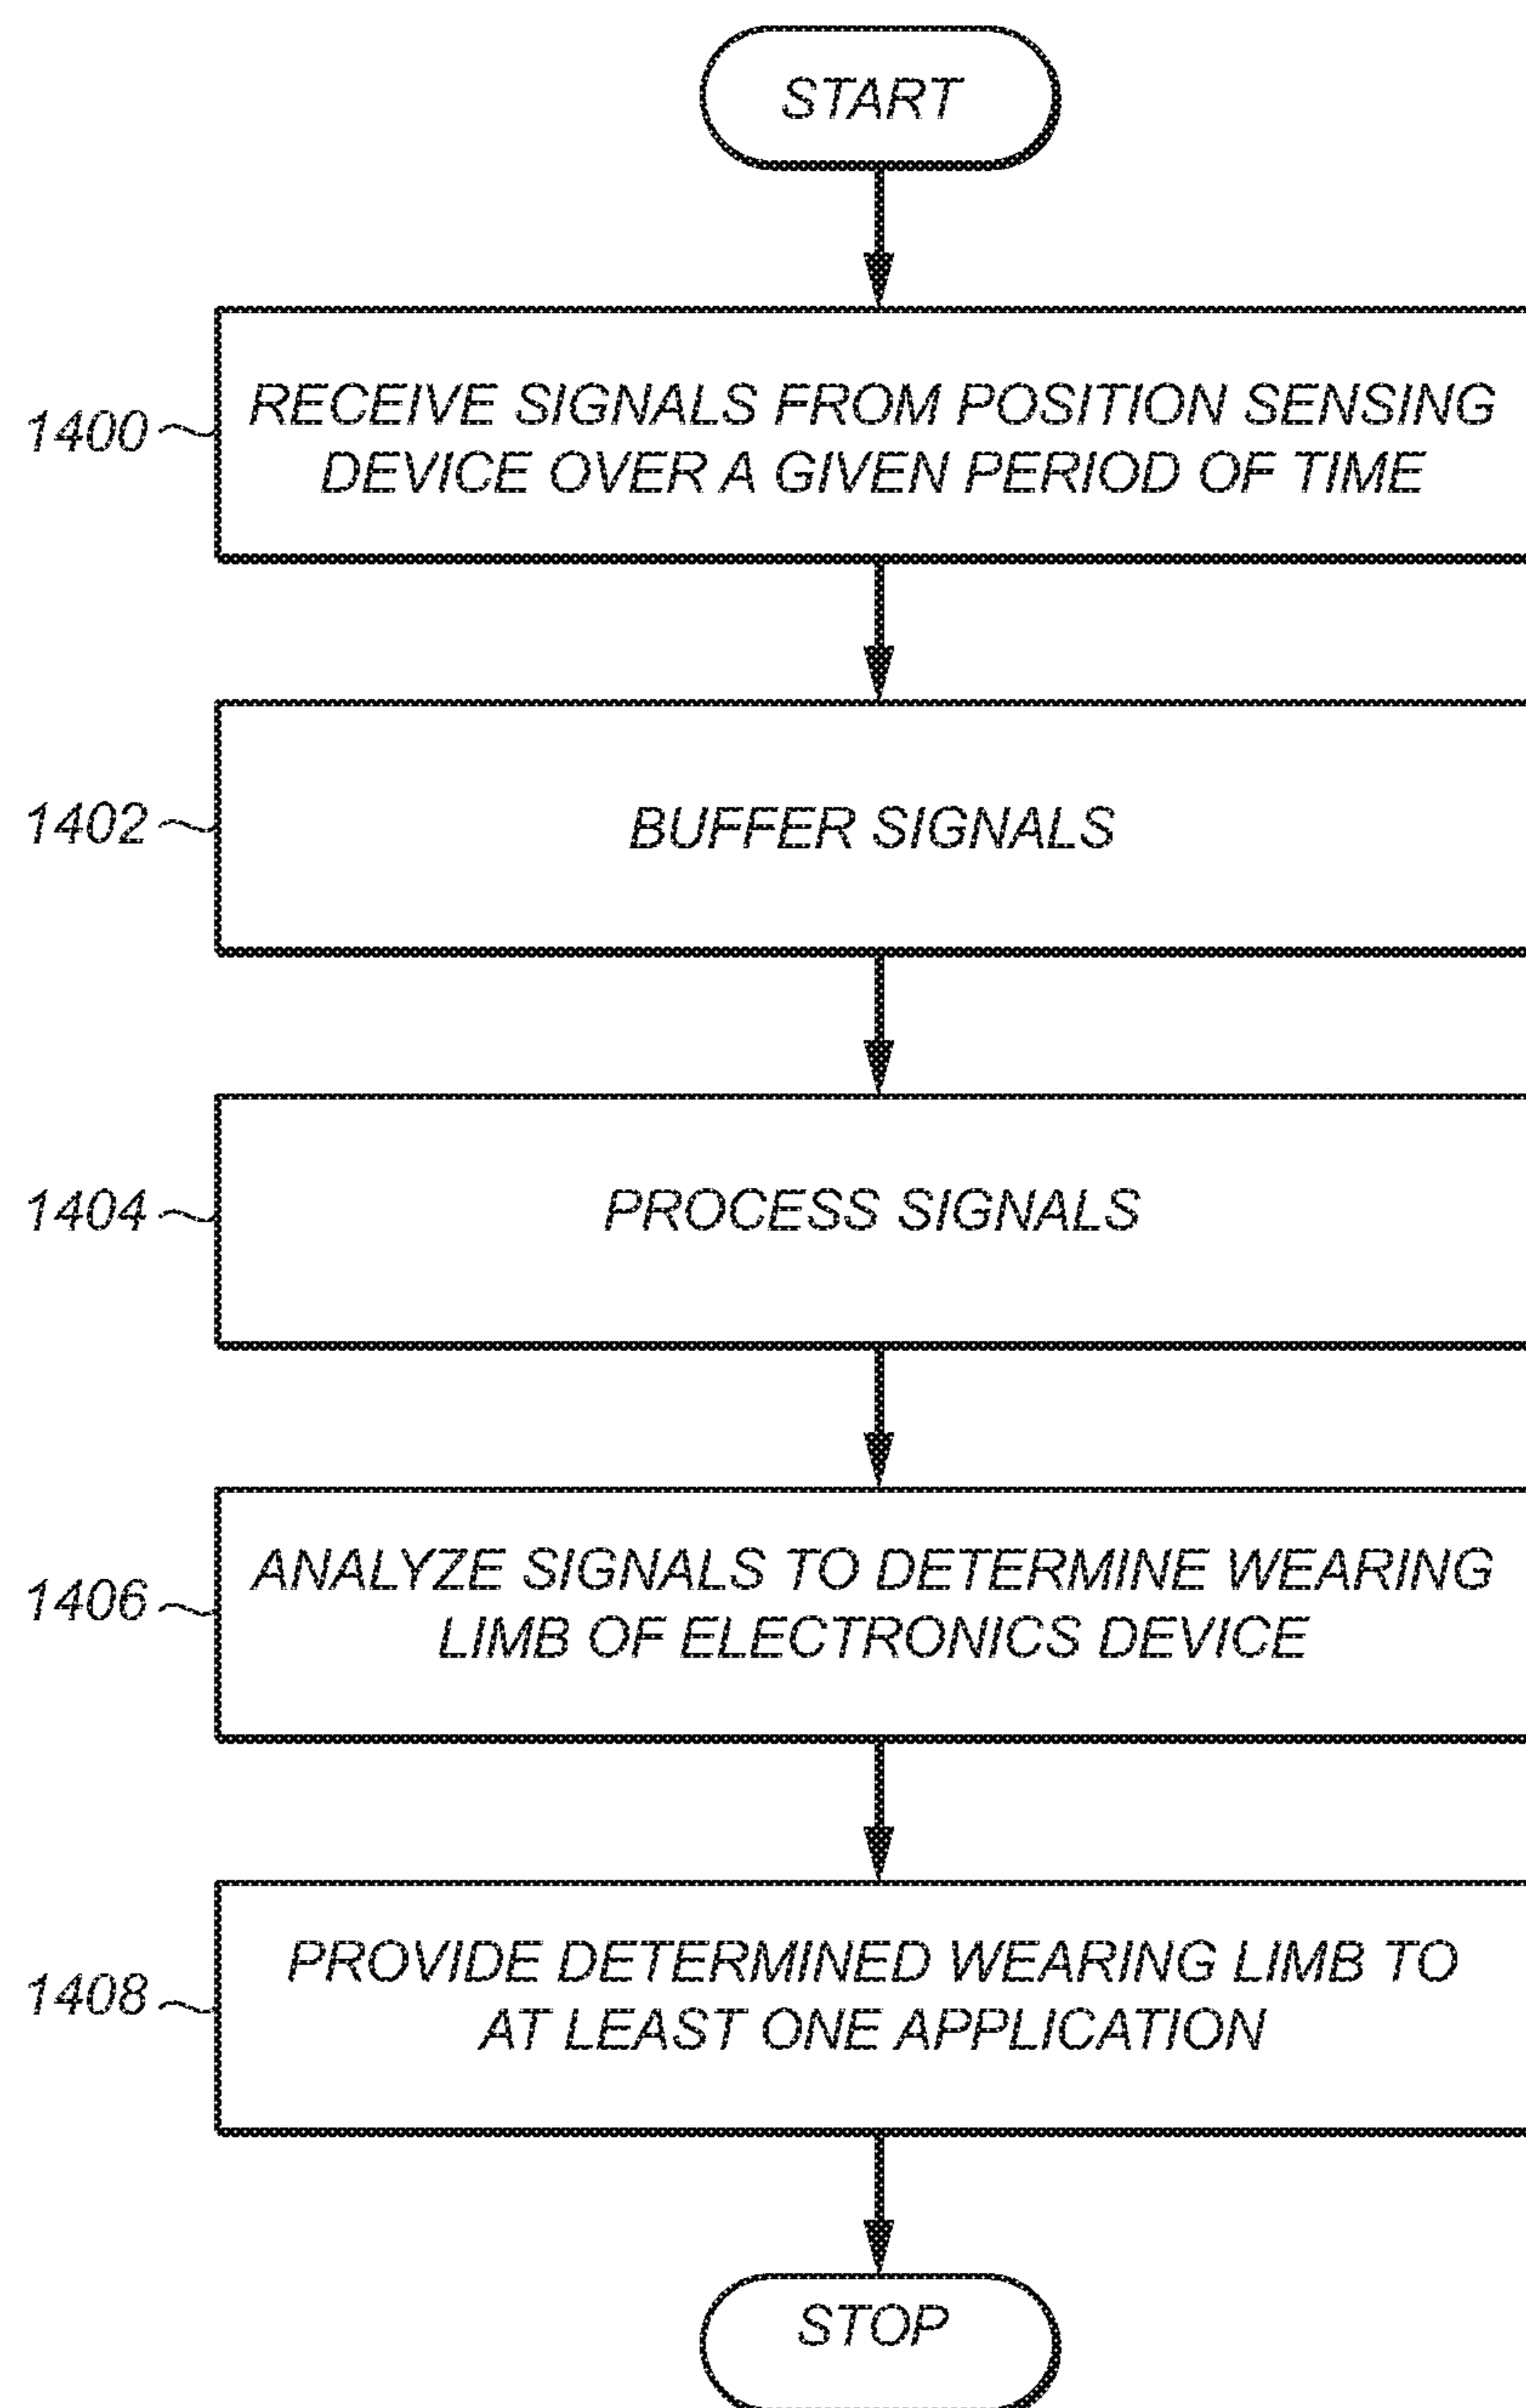 START
1400
RECEIVE SIGNALS FROM POSITION SENSING
DEVICE OVER A GIVEN PERIOD OF TIME
1402
BUFFER SIGNALS
1404
PROCESS SIGNALS
1406
ANALYZE SIGNALS TO DETERMINE WEARING
LIMB OF ELECTRONICS DEVICE
1408
PROVIDE DETERMINED WEARING LIMB TO
AT LEAST ONE APPLICATION
STOP